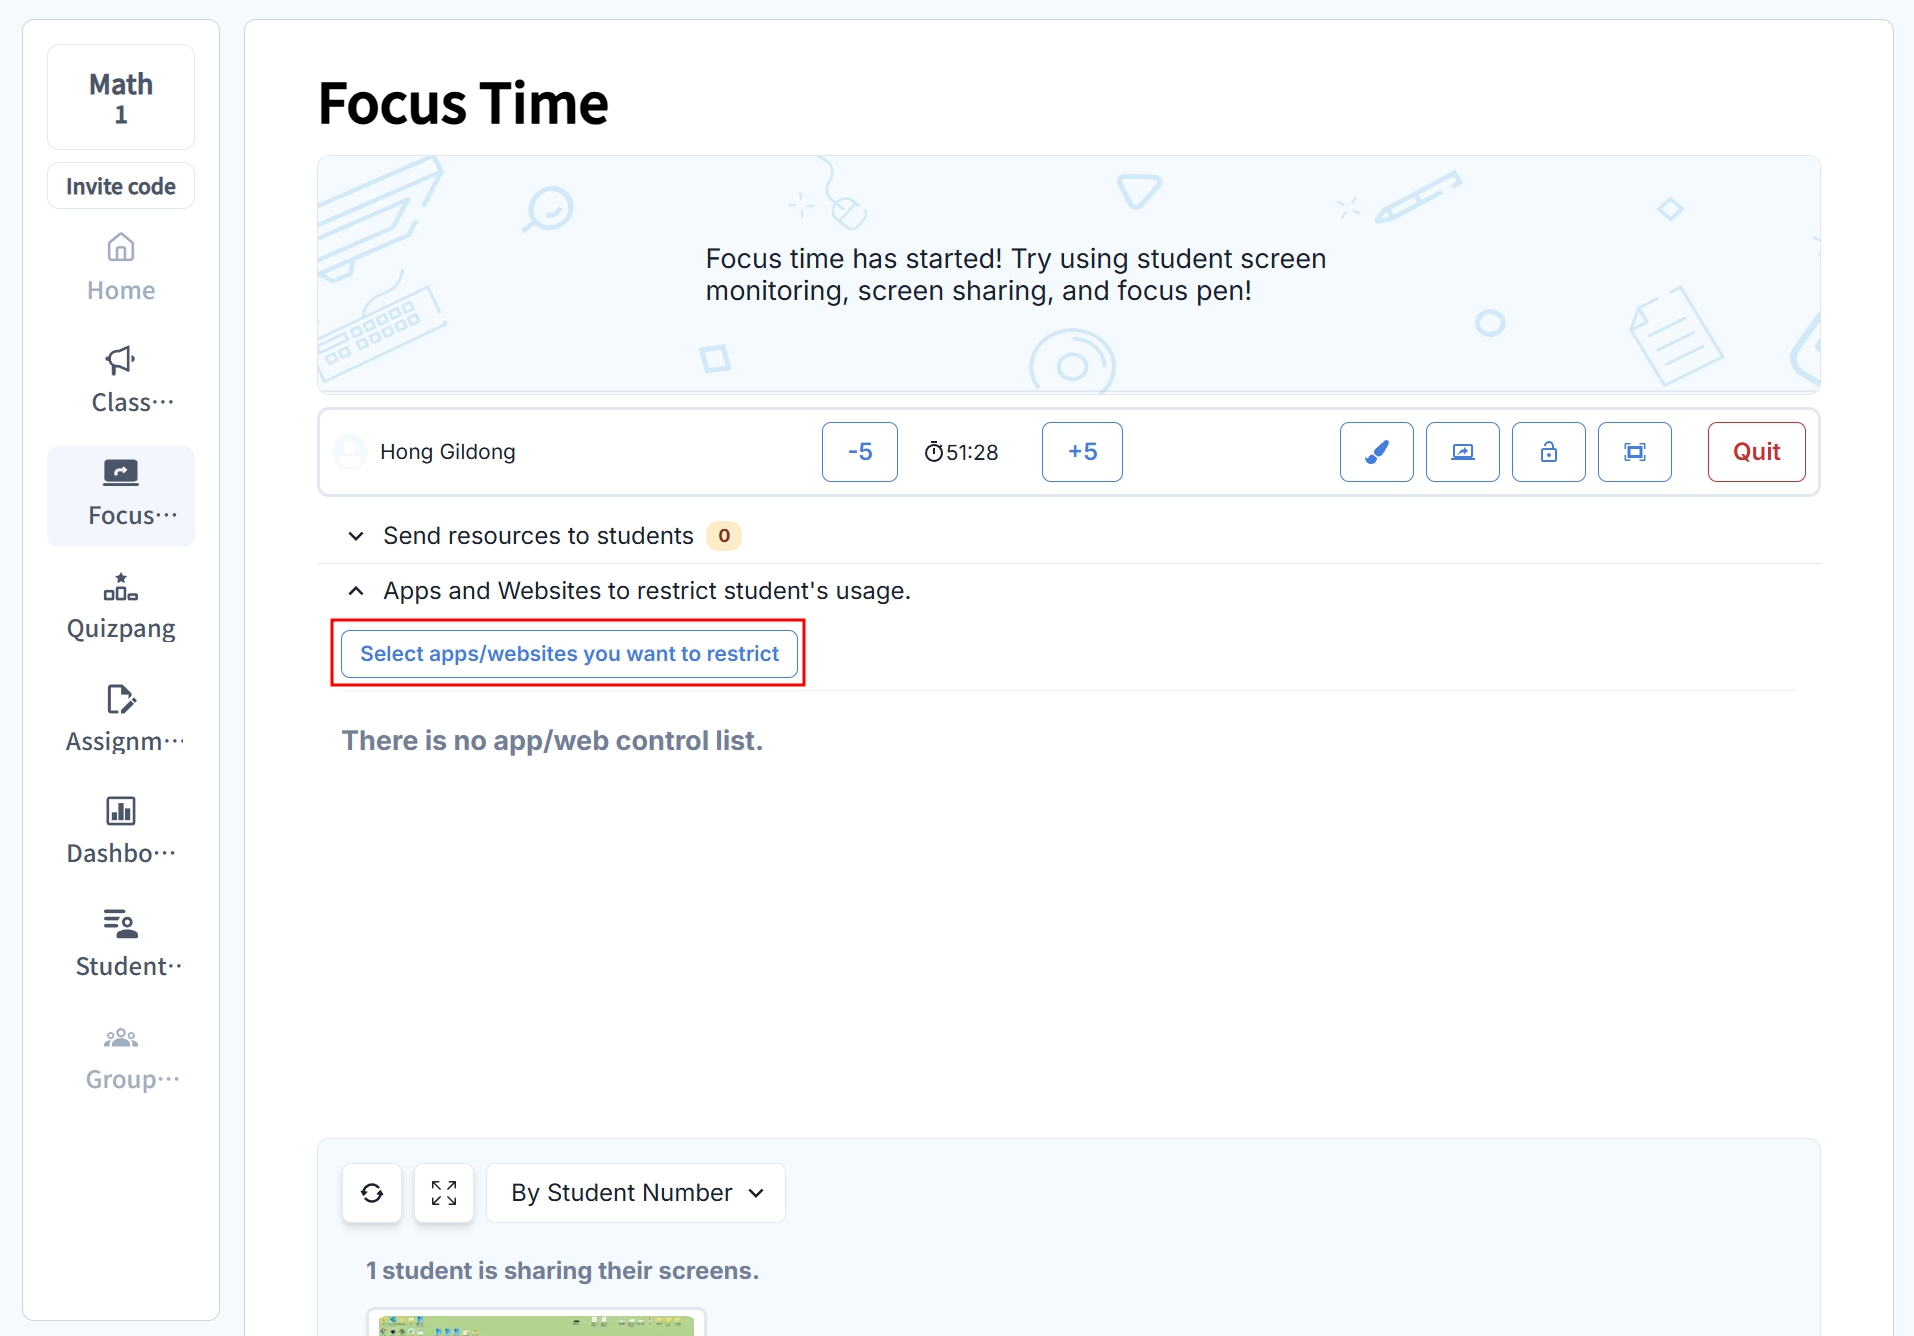 Math
1
Invite code
Home
Class···
Focus···
Quizpang
Assignm···
Dashbo···
Student··
Group···
Focus Time
Focus time has started! Try using student screen
monitoring, screen sharing, and focus pen!
Hong Gildong
-5
51:28
+5
Quit
Send resources to students 0
Apps and Websites to restrict student's usage.
Select apps/websites you want to restrict
There is no app/web control list.
By Student Number
1 student is sharing their screens.